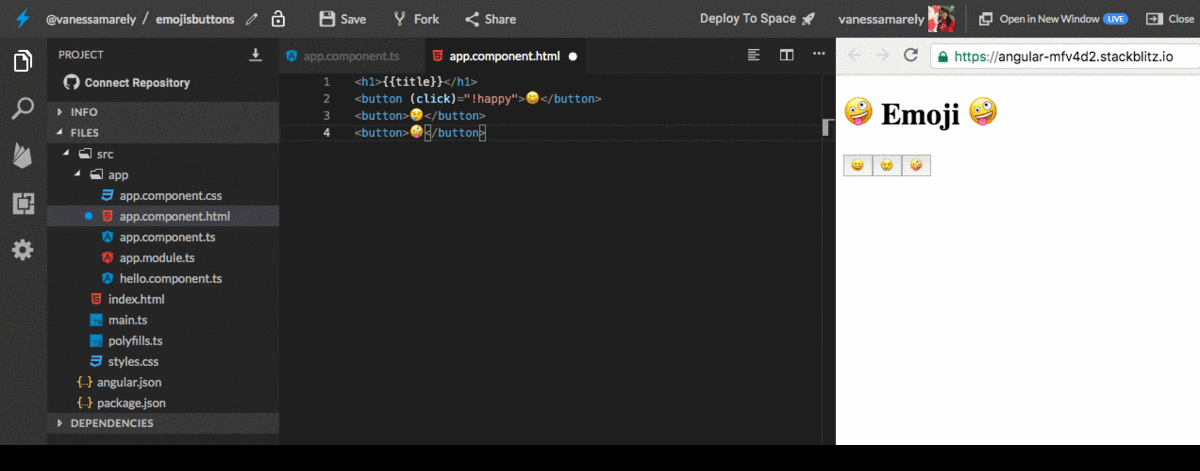 @vanessamarely / emojisbuttons Save Fork Share Deploy To Space vanessamarely Open in New Window LIVE Close
PROJECT
Connect Repository
INFO
FILES
src
app
app.component.css
app.component.html
app.component.ts
app.module.ts
hello.component.ts
index.html
main.ts
polyfills.ts
styles.css
{..} angular.json
{..} package.json
DEPENDENCIES
app.component.ts app.component.html
1 <h1>{{title}}</h1>
2 <button (click)="!happy">😀</button>
3 <button>😢</button>
4 <button>🤪</button>
https://angular-mfv4d2.stackblitz.io
🤪 Emoji 🤪
😀 😢 🤪